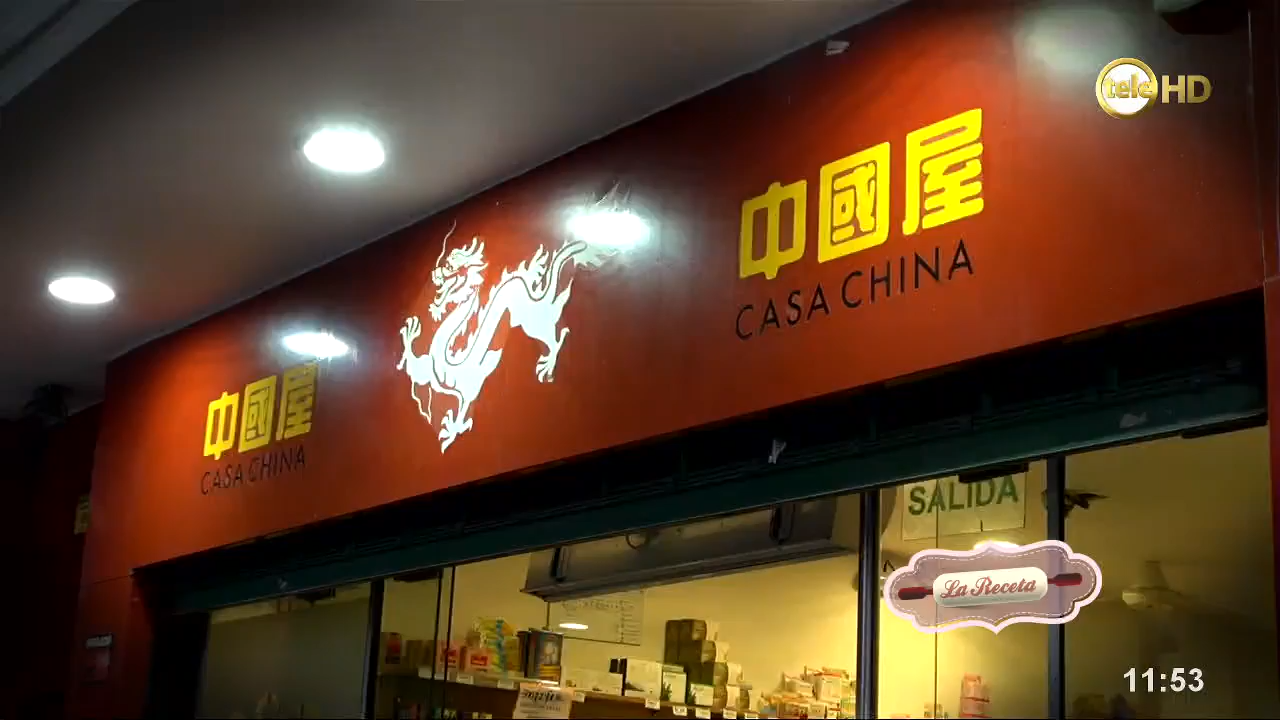 tele HD
中國屋
CASA CHINA
中國屋
CASA CHINA
SALIDA
La Receta
11:53